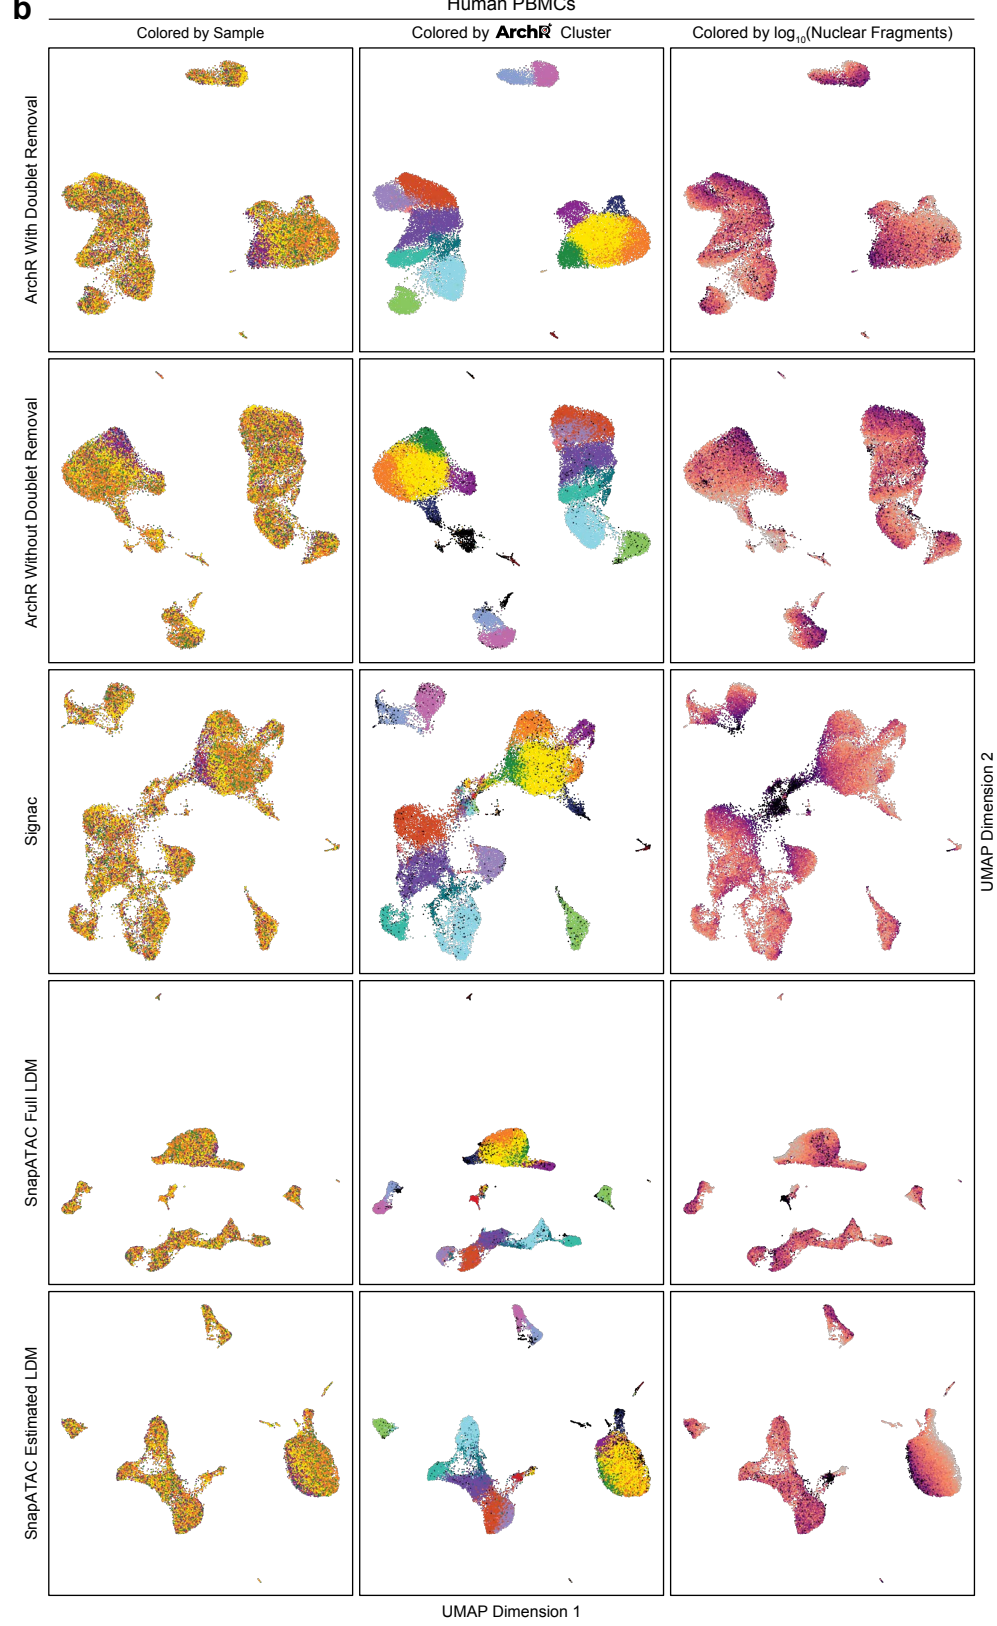 b
Human PBMCs
Colored by Sample
Colored by ArchR Cluster
Colored by log10(Nuclear Fragments)
ArchR With Doublet Removal
ArchR Without Doublet Removal
Signac
SnapATAC Full LDM
SnapATAC Estimated LDM
UMAP Dimension 2
UMAP Dimension 1